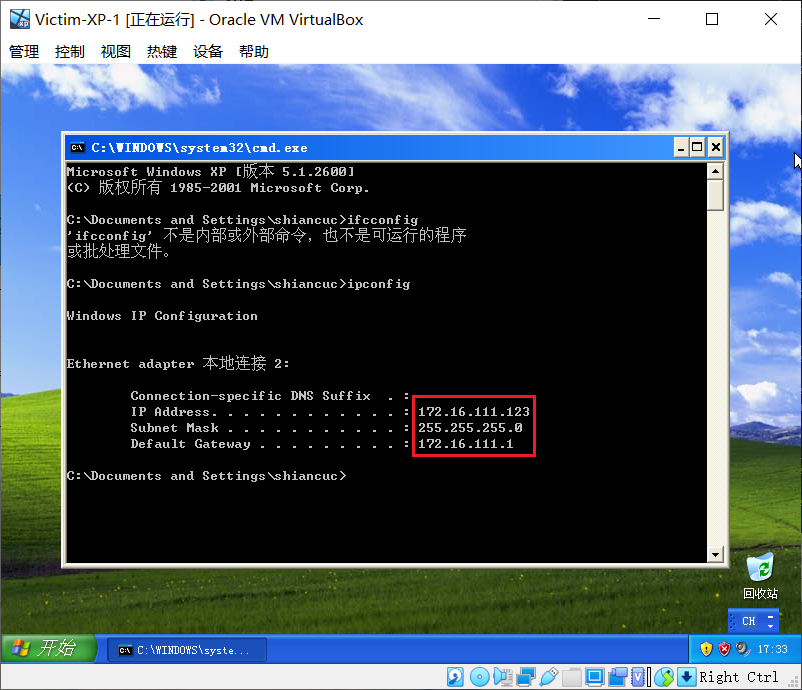 Victim-XP-1 [正在运行] - Oracle VM VirtualBox
管理 控制 视图 热键 设备 帮助
C:\WINDOWS\system32\cmd.exe
Microsoft Windows XP [版本 5.1.2600]
(C) 版权所有 1985-2001 Microsoft Corp.
C:\Documents and Settings\shiancuc>ifcconfig
'ifcconfig' 不是内部或外部命令，也不是可运行的程序
或批处理文件。
C:\Documents and Settings\shiancuc>ipconfig
Windows IP Configuration
Ethernet adapter 本地连接 2:
Connection-specific DNS Suffix  . :
IP Address. . . . . . . . . . . . : 172.16.111.123
Subnet Mask . . . . . . . . . . . : 255.255.255.0
Default Gateway . . . . . . . . . : 172.16.111.1
C:\Documents and Settings\shiancuc>
回收站
CH
开始 C:\WINDOWS\syste... 17:33
Right Ctrl